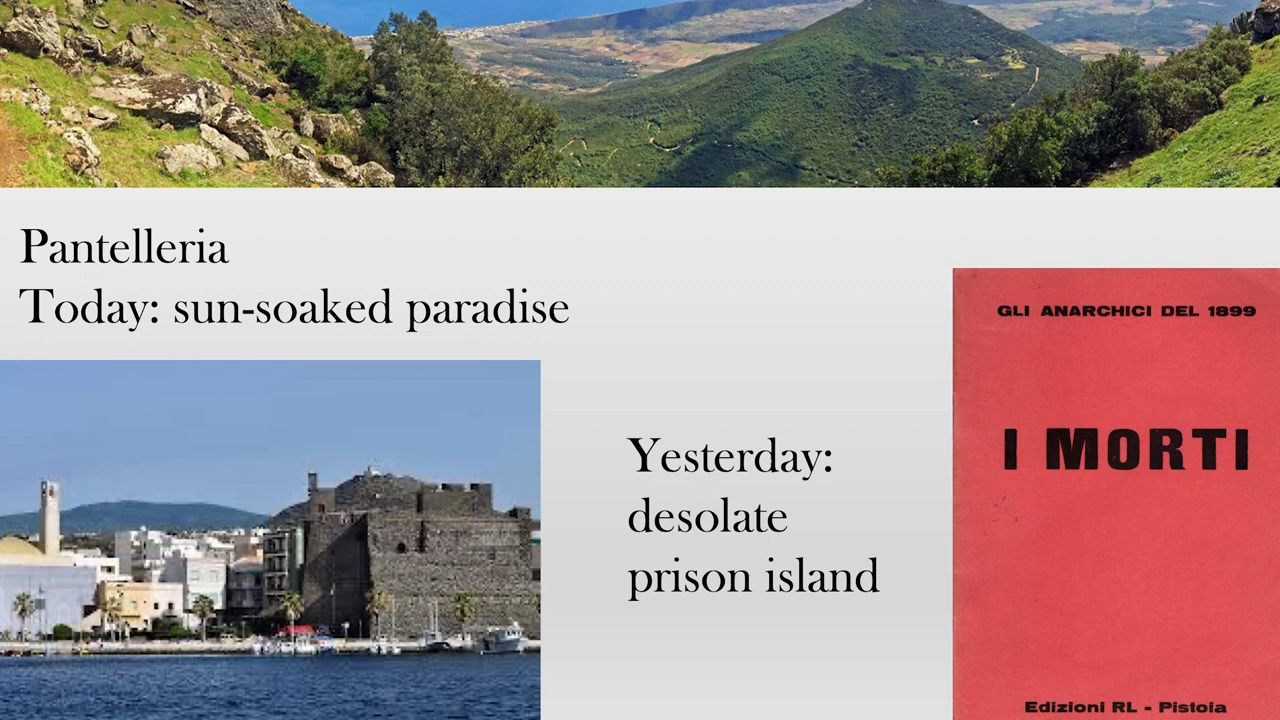 Pantelleria
Today: sun-soaked paradise
Yesterday:
desolate
prison island
GLI ANARCHICI DEL 1899
I MORTI
Edizioni RL - Pistoia